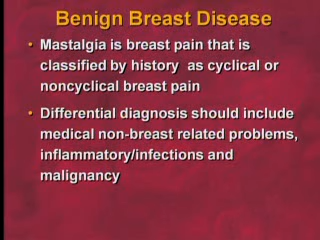 Benign Breast Disease
• Mastalgia is breast pain that is
classified by history as cyclical or
noncyclical breast pain
• Differential diagnosis should include
medical non-breast related problems,
inflammatory/infections and
malignancy